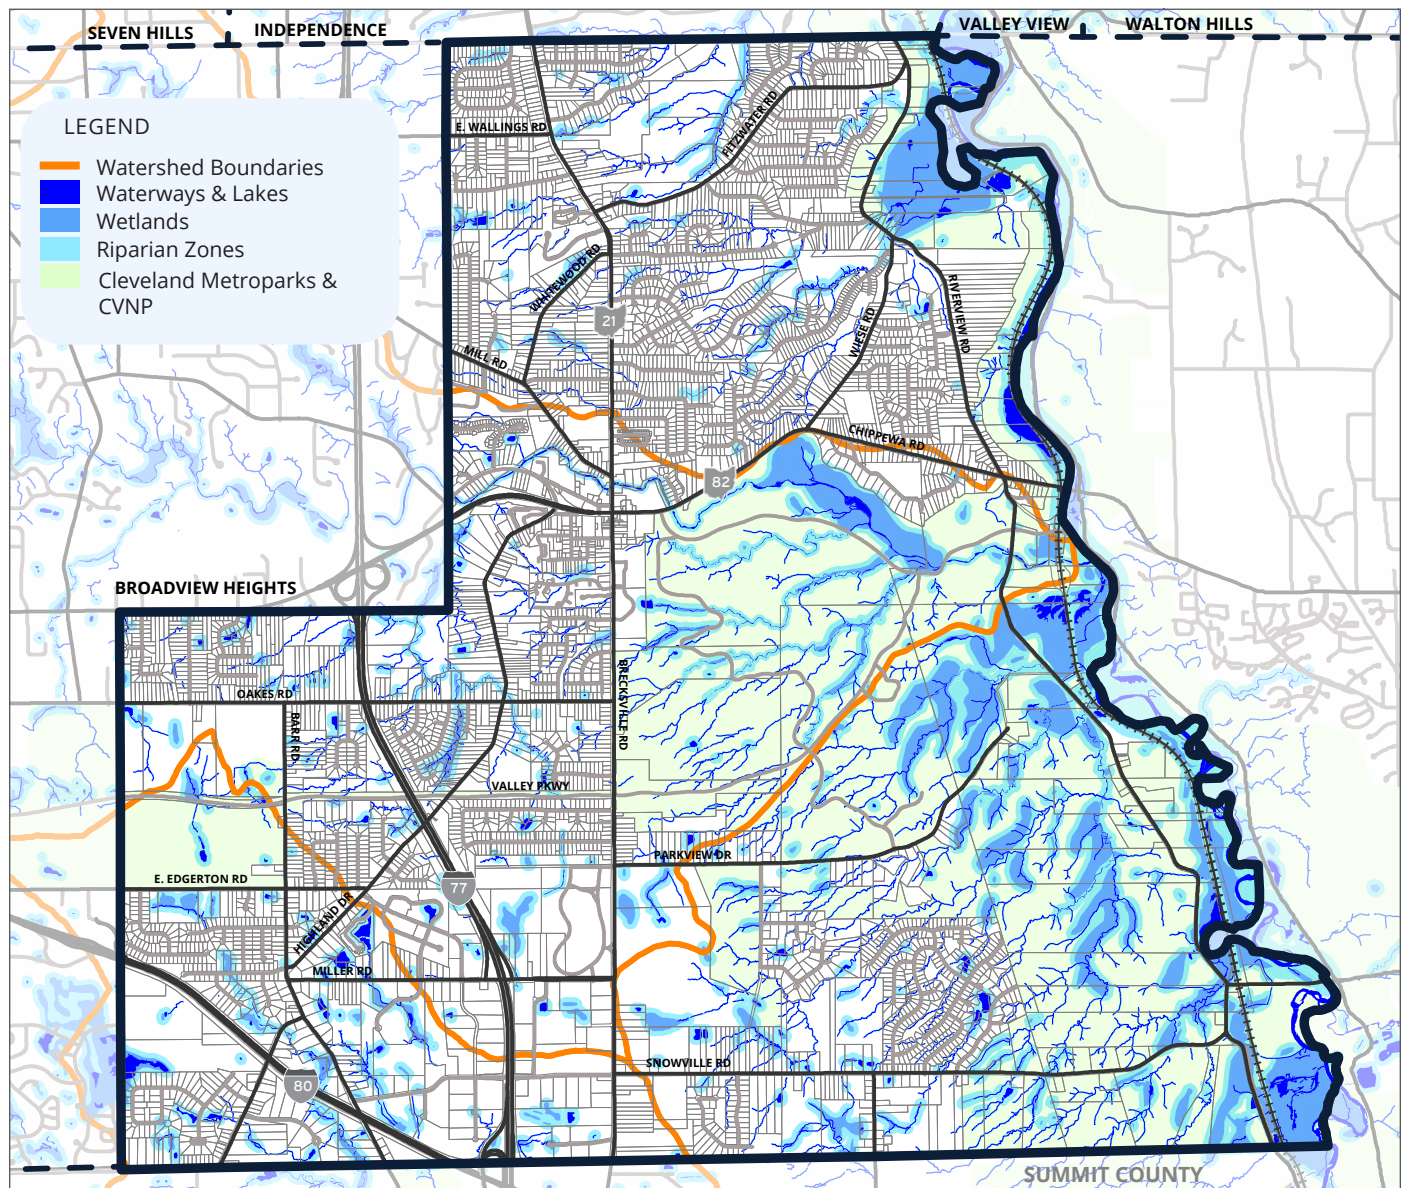 SEVEN HILLS
INDEPENDENCE
VALLEY VIEW
WALTON HILLS
LEGEND
Watershed Boundaries
Waterways & Lakes
Wetlands
Riparian Zones
Cleveland Metroparks &
CVNP
E. WALLINGS RD
FITZWATER RD
WHITEWOOD RD
21
RIVERVIEW RD
WIESE RD
MILL RD
CHIPPEWA RD
82
BROADVIEW HEIGHTS
OAKES RD
BARR RD
BRECKSVILLE RD
VALLEY PKWY
PARKVIEW DR
E. EDGERTON RD
77
HIGHLAND DR
MILLER RD
SNOWVILLE RD
80
SUMMIT COUNTY